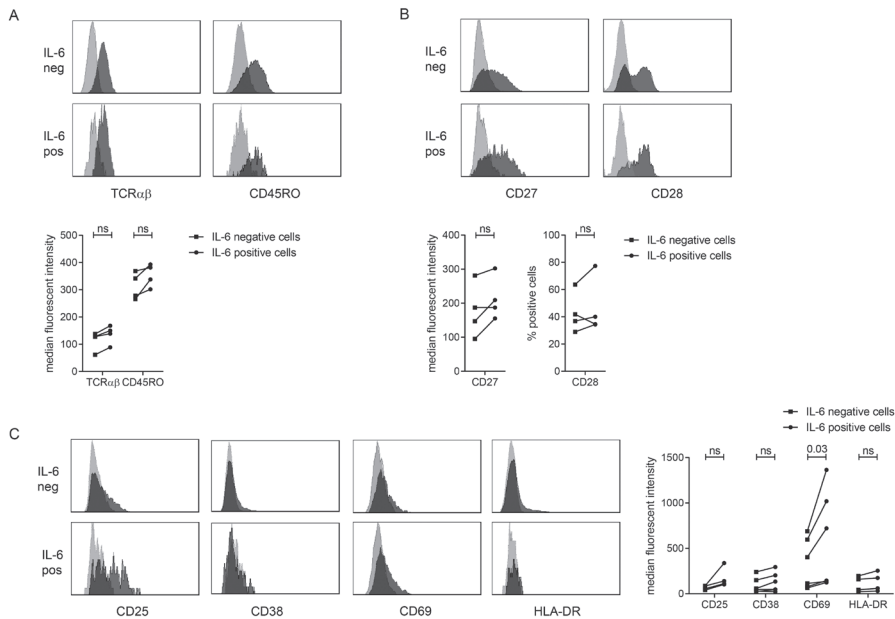 A
IL-6
neg
IL-6
pos
TCRαβ
CD45RO
ns
ns
median fluorescent intensity
500
400
300
200
100
0
TCRαβ
CD45RO
IL-6 negative cells
IL-6 positive cells
B
IL-6
neg
IL-6
pos
CD27
CD28
ns
median fluorescent intensity
400
300
200
100
0
CD27
ns
% positive cells
100
80
60
40
20
0
CD28
IL-6 negative cells
IL-6 positive cells
C
IL-6
neg
IL-6
pos
CD25
CD38
CD69
HLA-DR
IL-6 negative cells
IL-6 positive cells
median fluorescent intensity
1500
1000
500
0
ns
ns
0.03
ns
CD25
CD38
CD69
HLA-DR